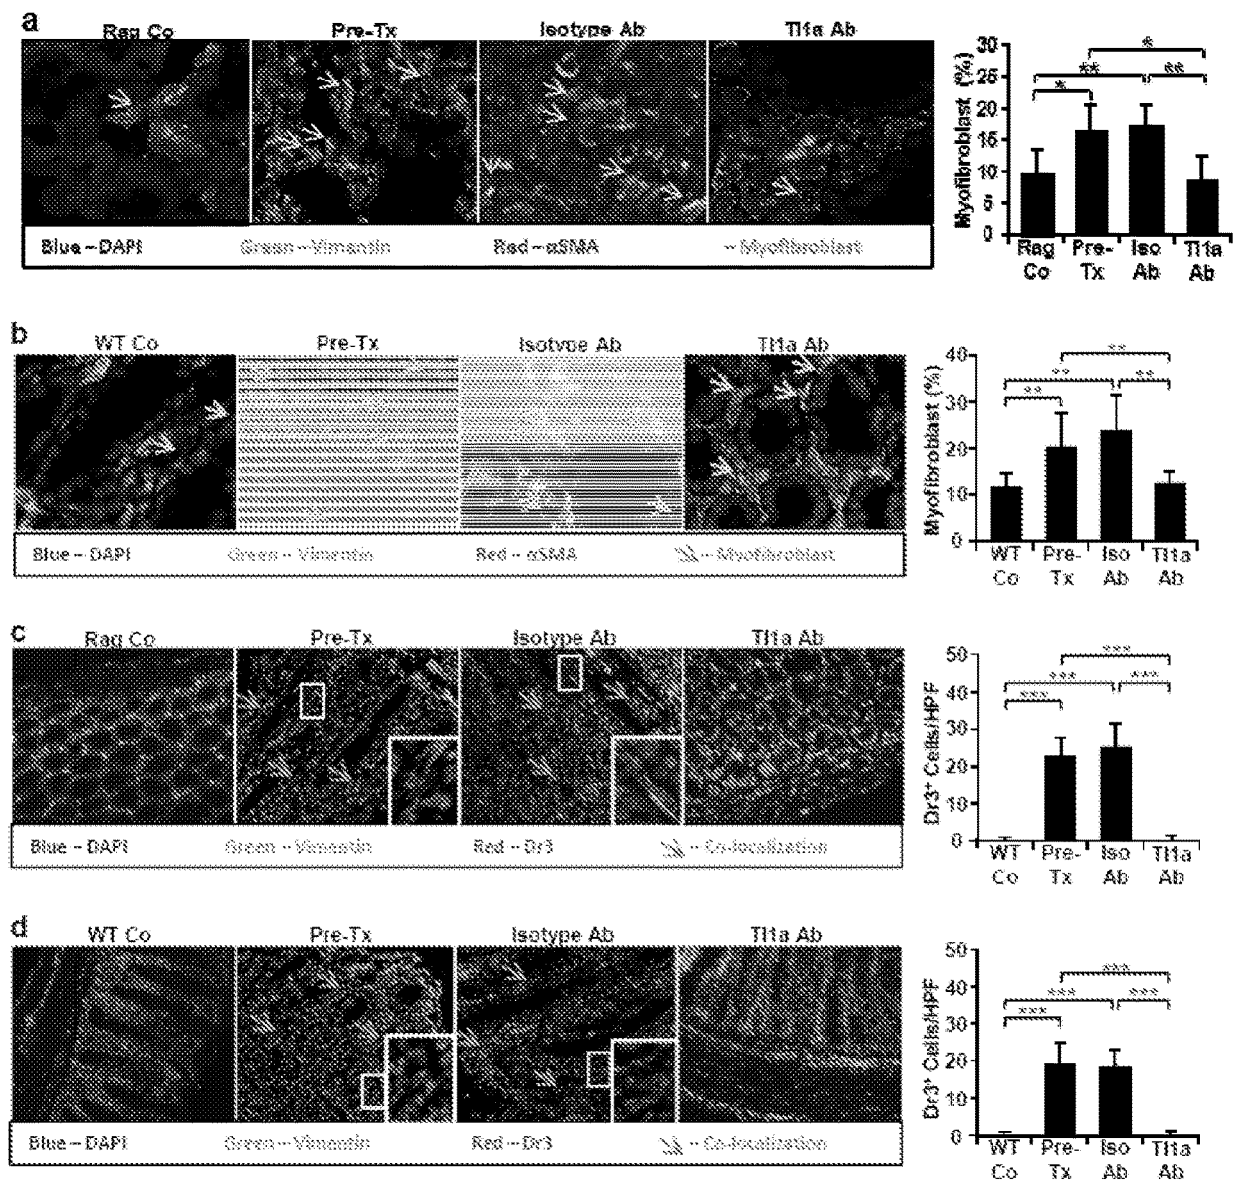 a
Rag Co Pre-Tx Isotype Ab Tl1a Ab
Blue – DAPI Green – Vimentin Red – αSMA – Myofibroblast
Myofibroblast (%)
30
25
20
15
10
5
0
* ** ** *
Rag Co Pre-Tx Iso Ab Tl1a Ab
b
WT Co Pre-Tx Isotype Ab Tl1a Ab
Blue – DAPI Green – Vimentin Red – αSMA – Myofibroblast
Myofibroblast (%)
40
30
20
10
0
** ** ** **
WT Co Pre-Tx Iso Ab Tl1a Ab
c
Rag Co Pre-Tx Isotype Ab Tl1a Ab
Blue – DAPI Green – Vimentin Red – Dr3 – Co-localization
Dr3⁺ Cells/HPF
50
40
30
20
10
0
*** *** *** ***
WT Co Pre-Tx Iso Ab Tl1a Ab
d
WT Co Pre-Tx Isotype Ab Tl1a Ab
Blue – DAPI Green – Vimentin Red – Dr3 – Co-localization
Dr3⁺ Cells/HPF
50
40
30
20
10
0
*** *** *** ***
WT Co Pre-Tx Iso Ab Tl1a Ab